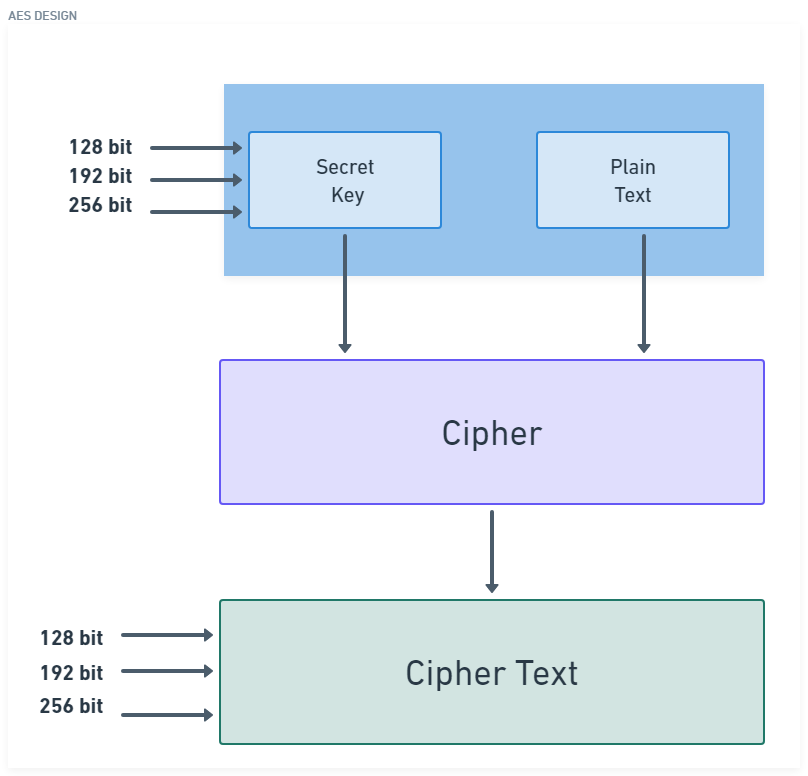 AES DESIGN
128 bit
192 bit
256 bit
Secret
Key
Plain
Text
Cipher
128 bit
192 bit
256 bit
Cipher Text